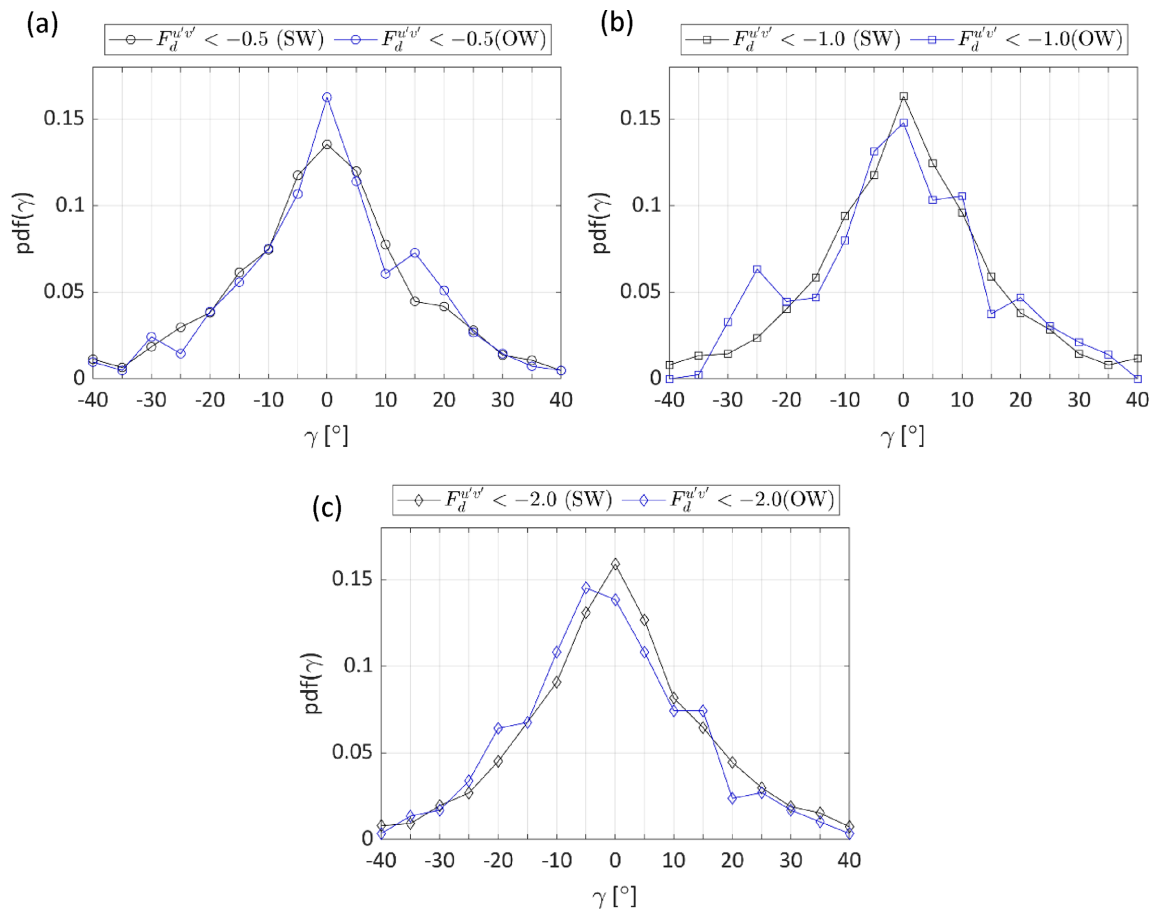 (a)
F_d^{u'v'} < −0.5 (SW) F_d^{u'v'} < −0.5(OW)
pdf(γ)
0.15
0.1
0.05
0
-40 -30 -20 -10 0 10 20 30 40
γ [°]
(b)
F_d^{u'v'} < −1.0 (SW) F_d^{u'v'} < −1.0(OW)
pdf(γ)
0.15
0.1
0.05
0
-40 -30 -20 -10 0 10 20 30 40
γ [°]
(c)
F_d^{u'v'} < −2.0 (SW) F_d^{u'v'} < −2.0(OW)
pdf(γ)
0.15
0.1
0.05
0
-40 -30 -20 -10 0 10 20 30 40
γ [°]